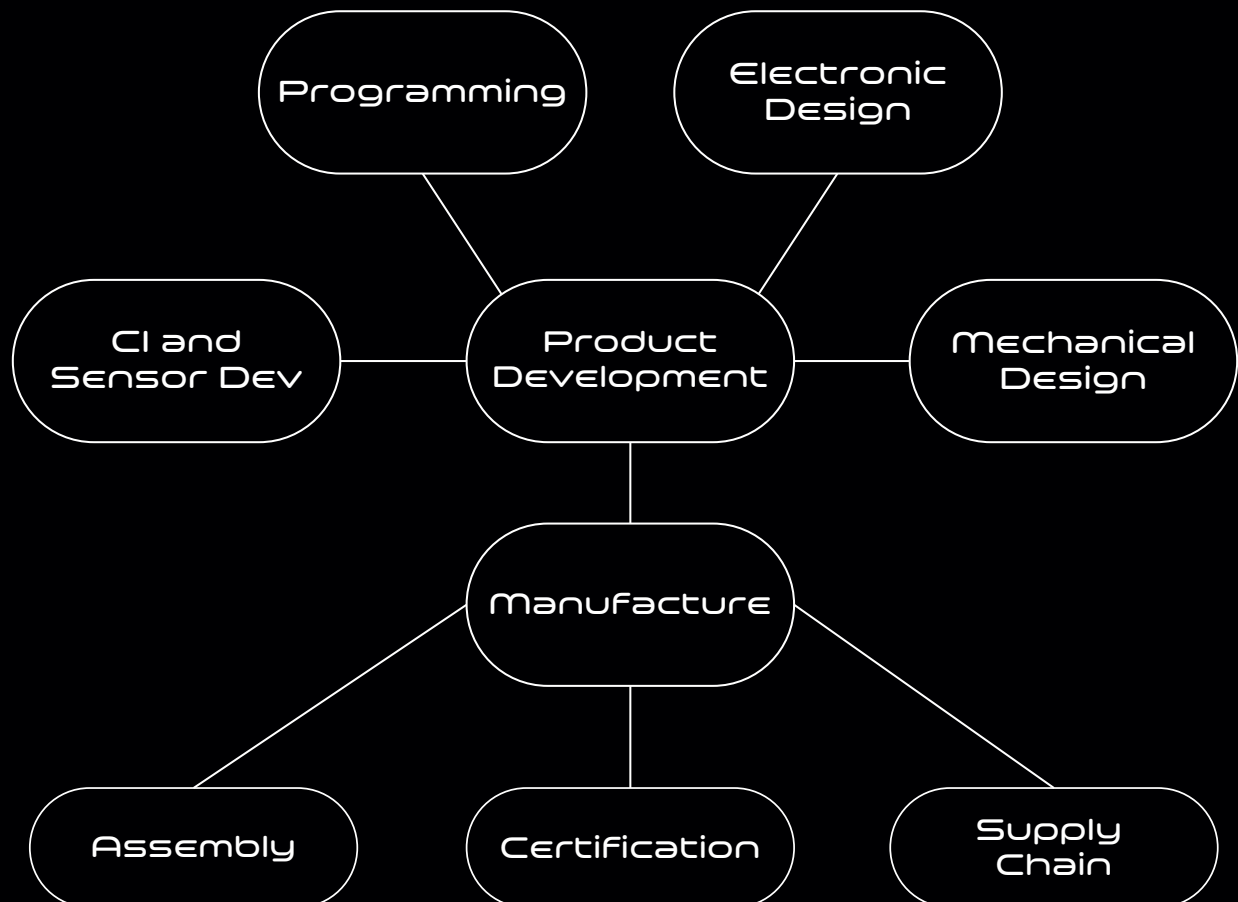 Programming
Electronic
Design
CI and
Sensor Dev
Product
Development
Mechanical
Design
Manufacture
Assembly
Certification
Supply
Chain